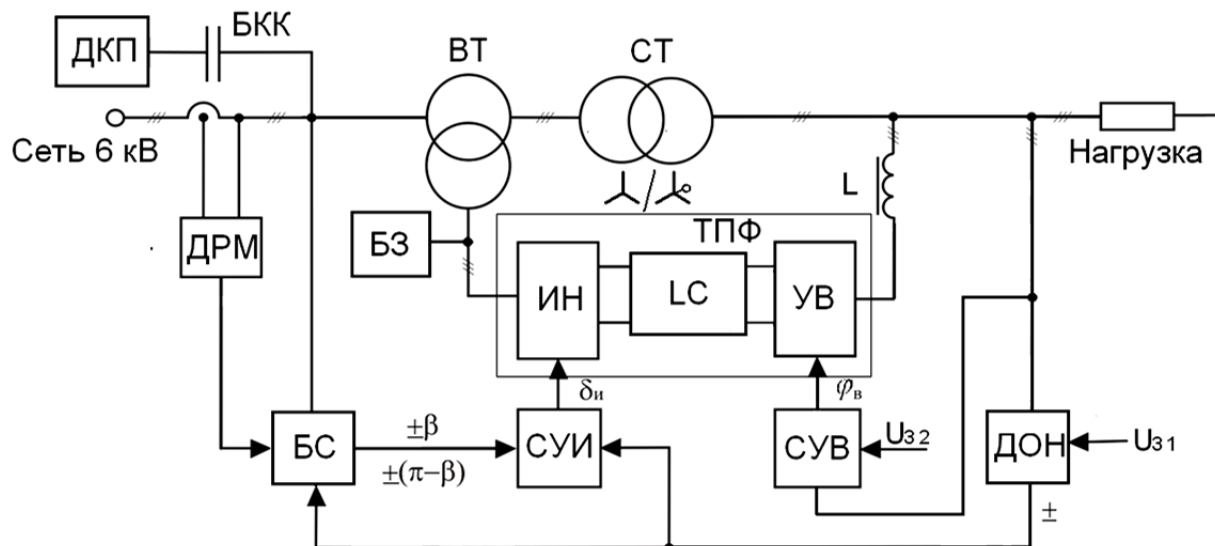 БКК
ДКП
ВТ
СТ
Сеть 6 кВ
Нагрузка
L
ТПФ
ДРМ
БЗ
ИН
LC
УВ
δи
φв
±β
±(π−β)
БС
СУИ
СУВ
Uз2
ДОН
Uз1
±